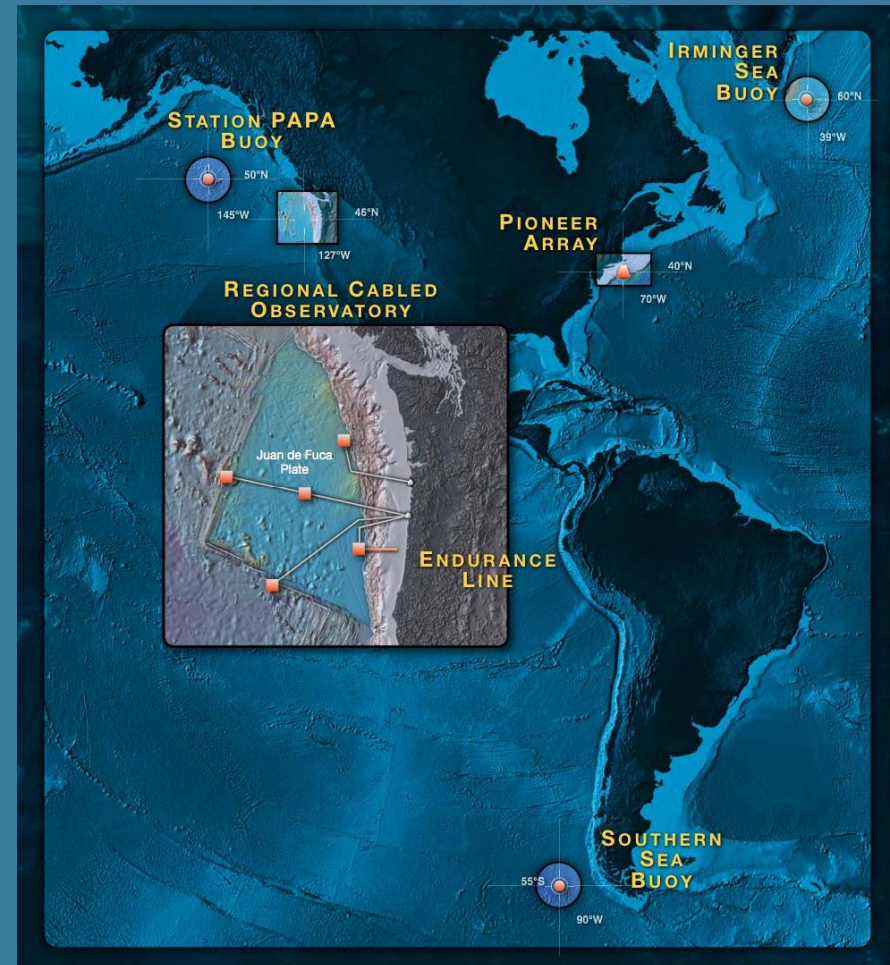 IRMINGER
SEA
BUOY
60°N
39°W
STATION PAPA
BUOY
50°N
145°W
46°N
127°W
PIONEER
ARRAY
40°N
70°W
REGIONAL CABLED
OBSERVATORY
Juan de Fuca
Plate
ENDURANCE
LINE
SOUTHERN
SEA
BUOY
55°S
90°W